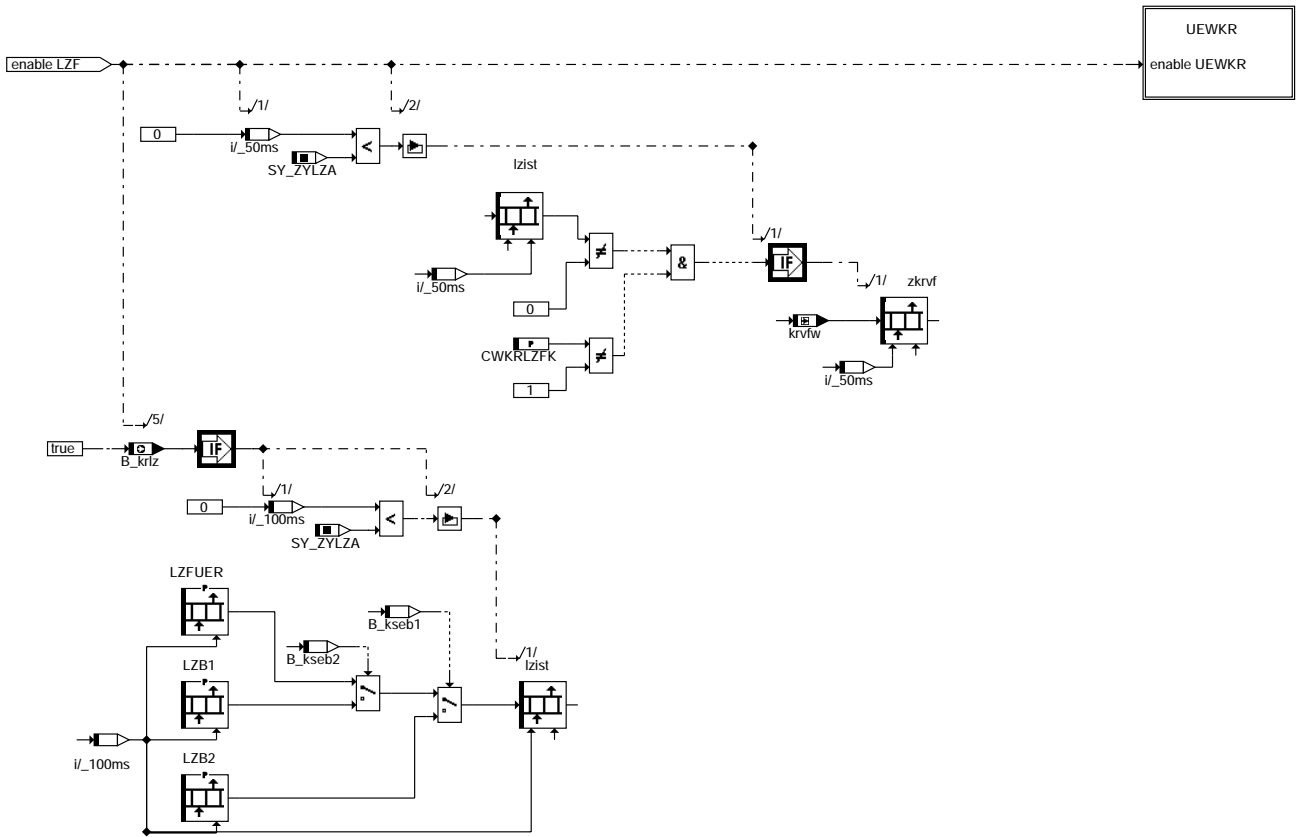 UEWKR
enable LZF
enable UEWKR
/1/
/2/
0
i/_50ms
<
SY_ZYLZA
lzist
/1/
≠
&
IF
i/_50ms
/1/
zkrvf
0
krvfw
P
CWKRLZFK
≠
i/_50ms
1
/5/
true
B_krlz
IF
/1/
/2/
0
i/_100ms
<
SY_ZYLZA
LZFUER
P
B_kseb1
B_kseb2
/1/
lzist
LZB1
P
i/_100ms
LZB2
P